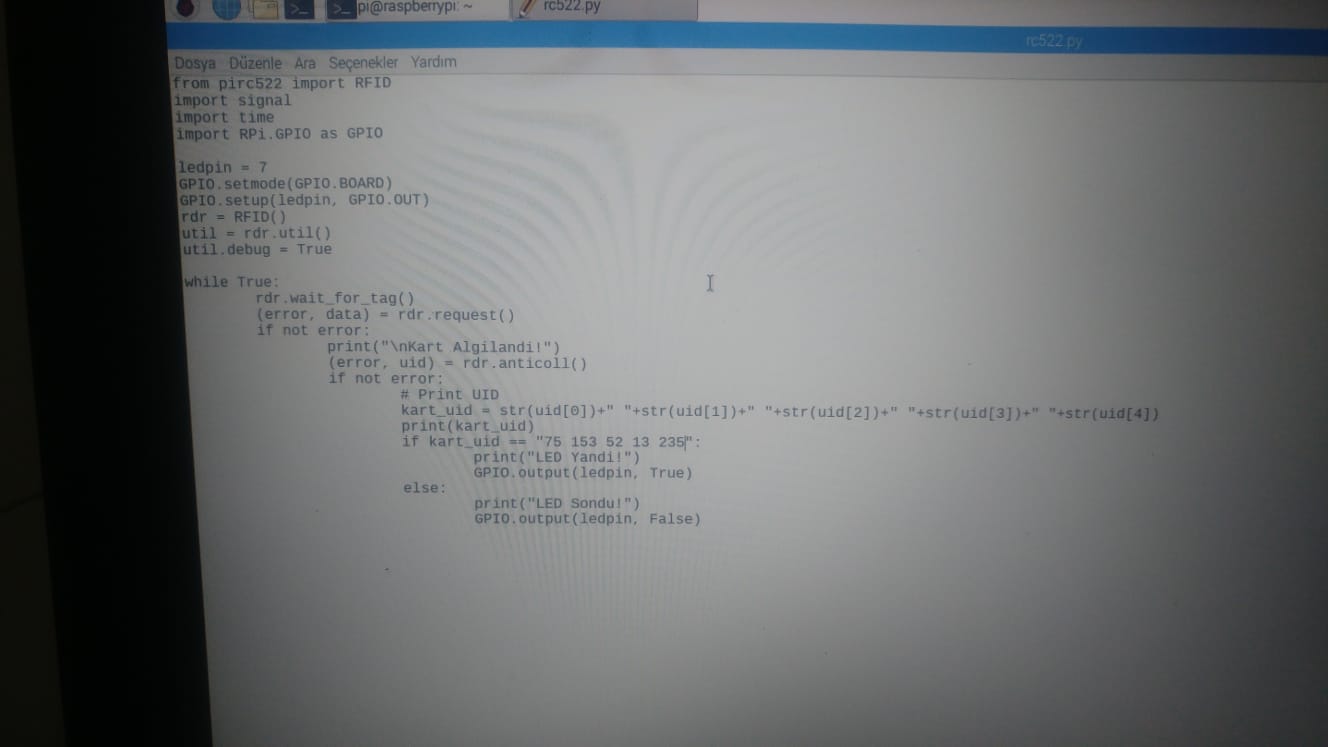 pi@raspberrypi: ~
rc522.py
rc522.py
Dosya Düzenle Ara Seçenekler Yardım
from pirc522 import RFID
import signal
import time
import RPi.GPIO as GPIO
ledpin = 7
GPIO.setmode(GPIO.BOARD)
GPIO.setup(ledpin, GPIO.OUT)
rdr = RFID()
util = rdr.util()
util.debug = True
while True:
rdr.wait_for_tag()
(error, data) = rdr.request()
if not error:
print("\nKart Algilandi!")
(error, uid) = rdr.anticoll()
if not error:
# Print UID
kart_uid = str(uid[0])+" "+str(uid[1])+" "+str(uid[2])+" "+str(uid[3])+" "+str(uid[4])
print(kart_uid)
if kart_uid == "75 153 52 13 235":
print("LED Yandi!")
GPIO.output(ledpin, True)
else:
print("LED Sondu!")
GPIO.output(ledpin, False)